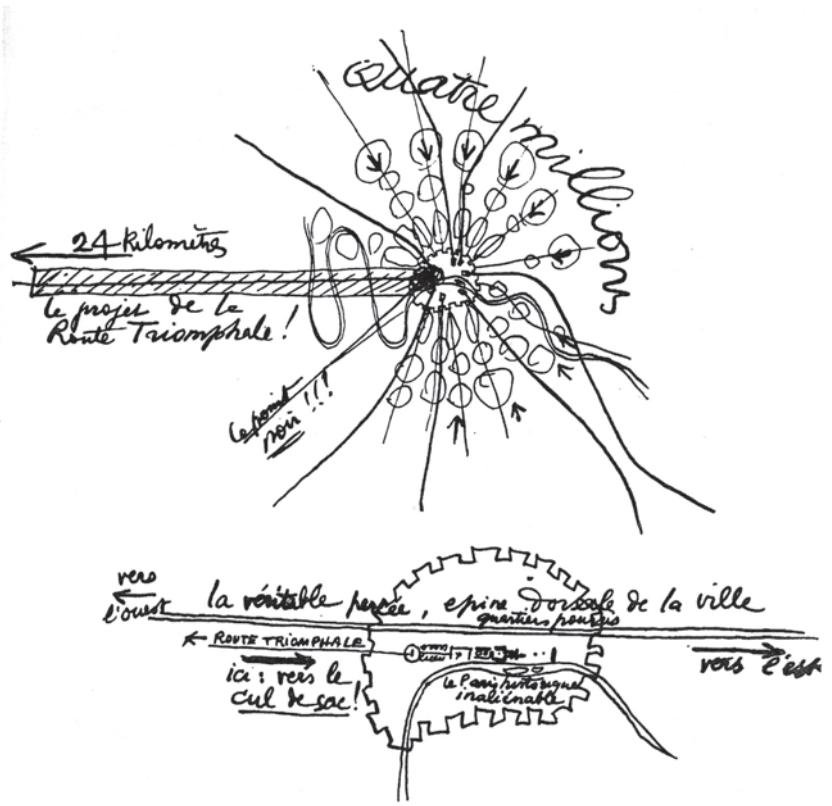 Quatre millions
24 Kilomètres
le projet de la
Route Triomphale !
le point
noir !!!
vers
l'ouest
la véritable percée, epine dorsale de la ville
quartiers pourris
ROUTE TRIOMPHALE
ici : vers le
cul de sac !
vers l'est
le Paris historique
inaliénable